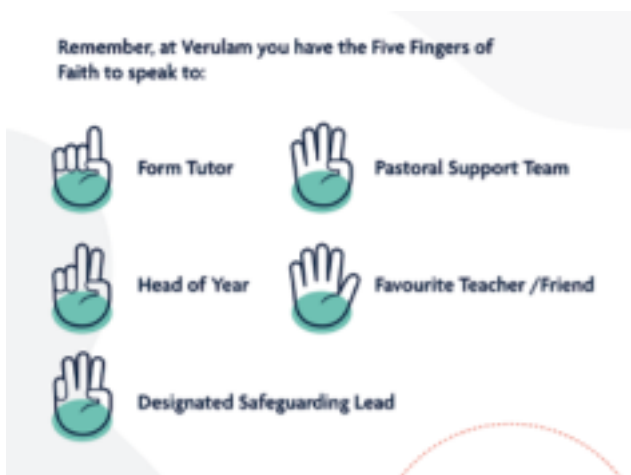 Remember, at Verulam you have the Five Fingers of
Faith to speak to:
Form Tutor
Head of Year
Designated Safeguarding Lead
Pastoral Support Team
Favourite Teacher /Friend